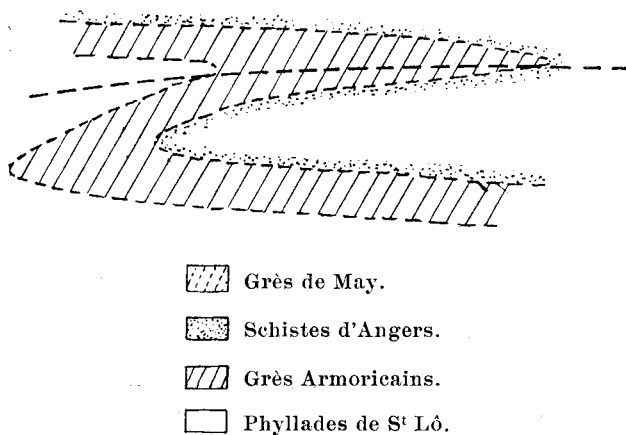 Grès de May.
Schistes d'Angers.
Grès Armoricains.
Phyllades de Sᵗ Lô.